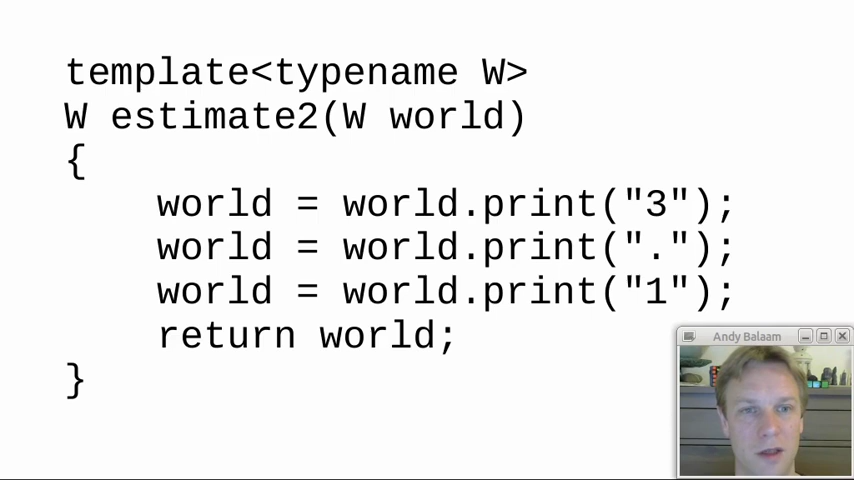 template<typename W>
W estimate2(W world)
{
    world = world.print("3");
    world = world.print(".");
    world = world.print("1");
    return world;
}
Andy Balaam